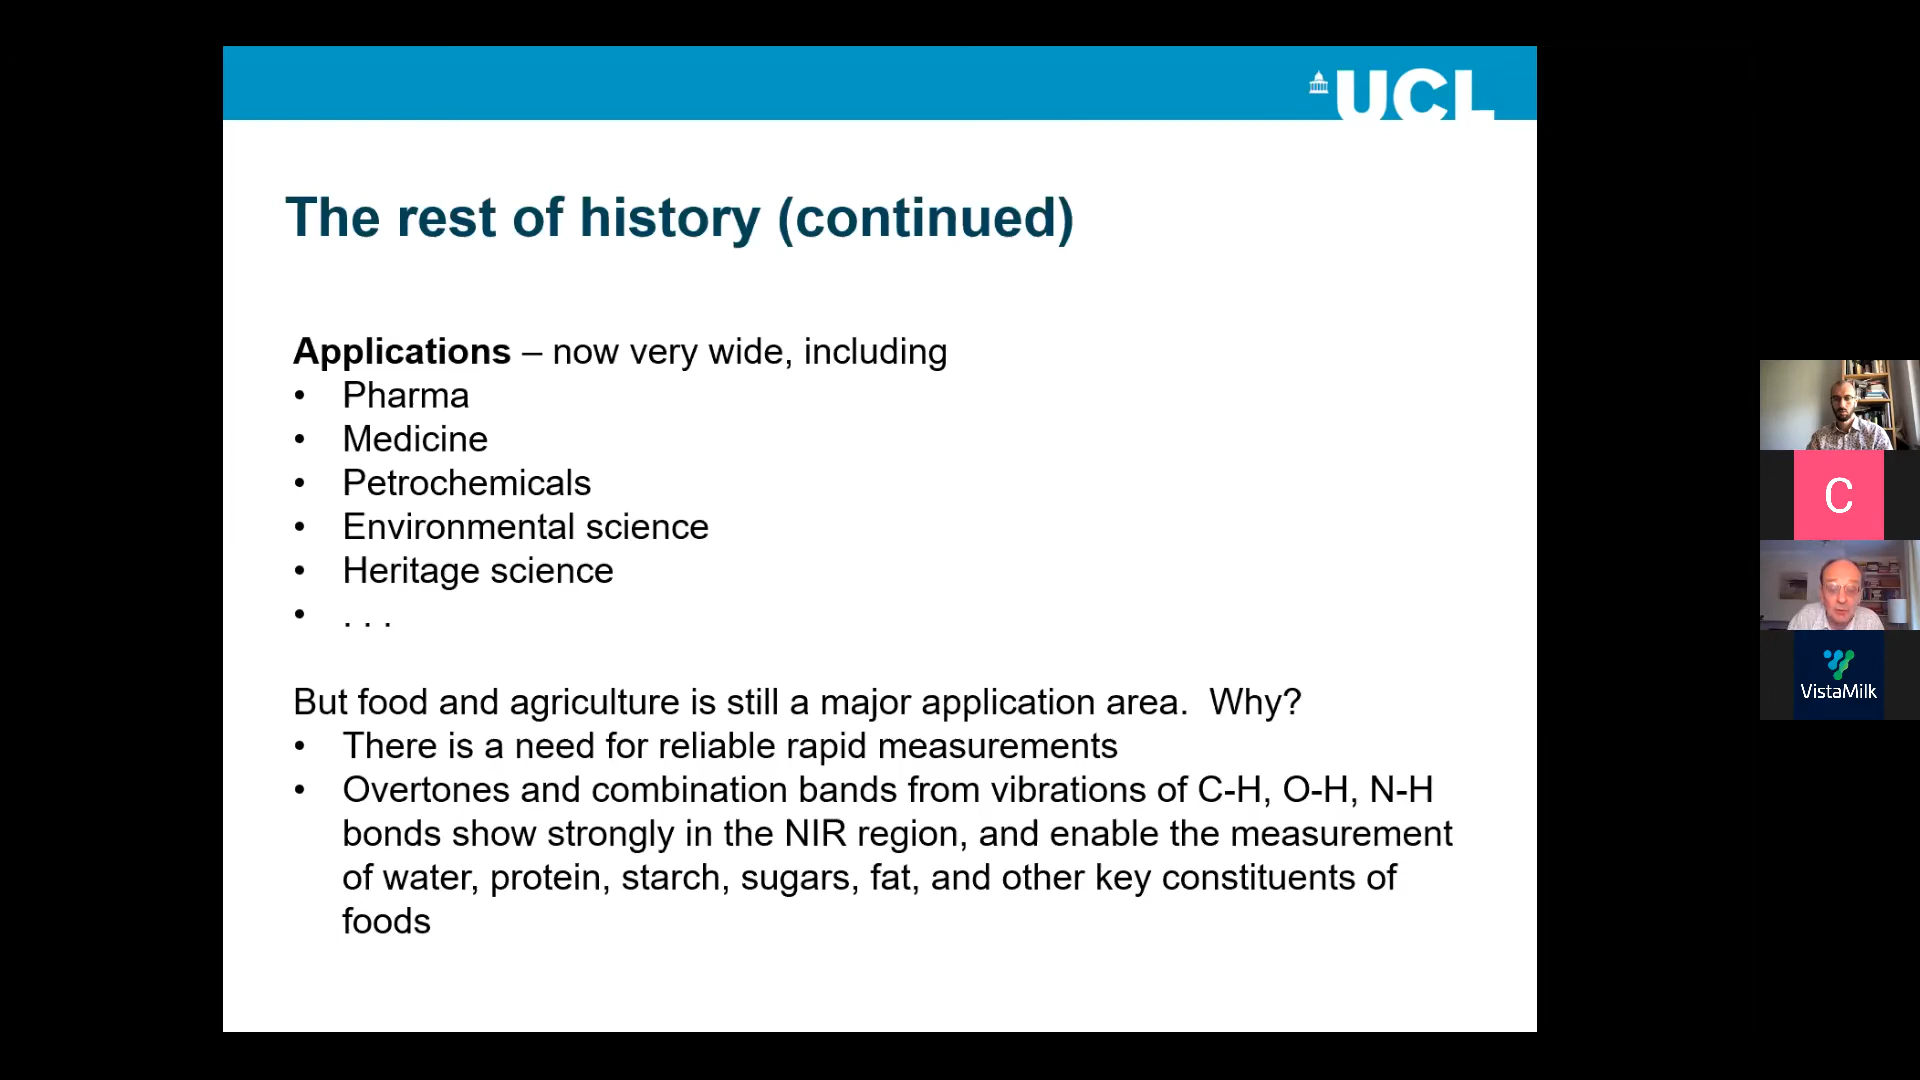 UCL
The rest of history (continued)
Applications – now very wide, including
• Pharma
• Medicine
• Petrochemicals
• Environmental science
• Heritage science
• . . .
But food and agriculture is still a major application area.  Why?
• There is a need for reliable rapid measurements
• Overtones and combination bands from vibrations of C-H, O-H, N-H
bonds show strongly in the NIR region, and enable the measurement
of water, protein, starch, sugars, fat, and other key constituents of
foods
C
VistaMilk